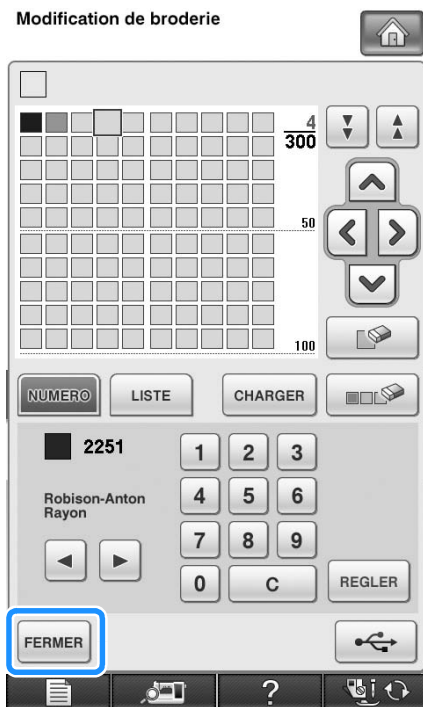 Modification de broderie
4
300
50
100
NUMERO
LISTE
CHARGER
2251
1 2 3
Robison-Anton
Rayon
4 5 6
7 8 9
0 C
REGLER
FERMER
?